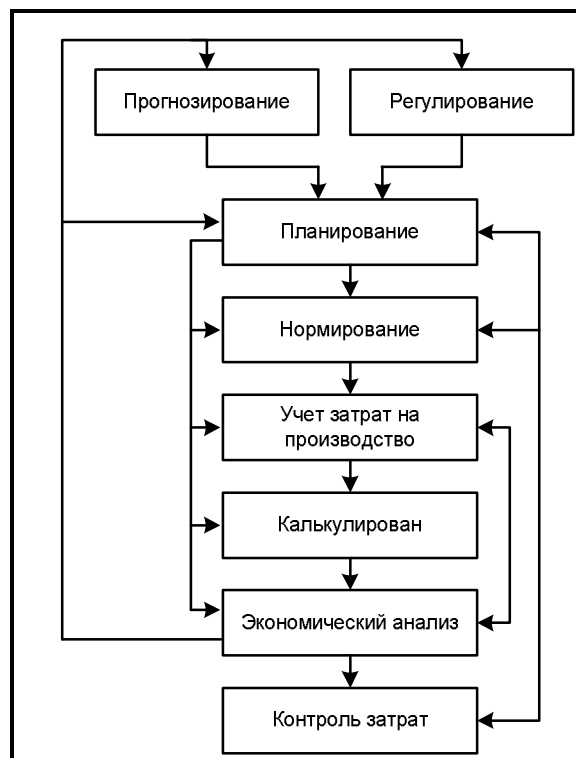 Прогнозирование
Регулирование
Планирование
Нормирование
Учет затрат на
производство
Калькулирован
Экономический анализ
Контроль затрат